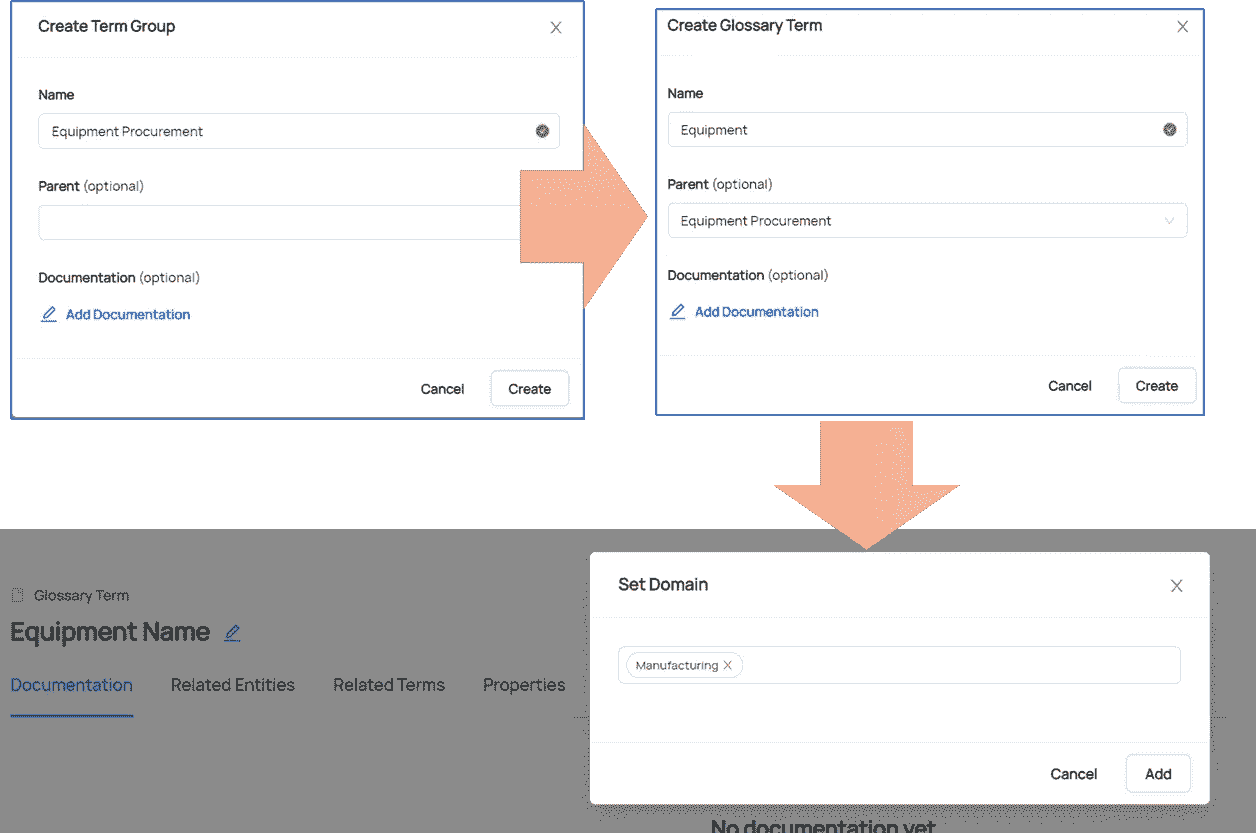 Create Term Group
Name
Equipment Procurement
Parent (optional)
Documentation (optional)
Add Documentation
Cancel Create
Create Glossary Term
Name
Equipment
Parent (optional)
Equipment Procurement
Documentation (optional)
Add Documentation
Cancel Create
Glossary Term
Equipment Name
Documentation Related Entities Related Terms Properties
Set Domain
Manufacturing
Cancel Add
No documentation yet